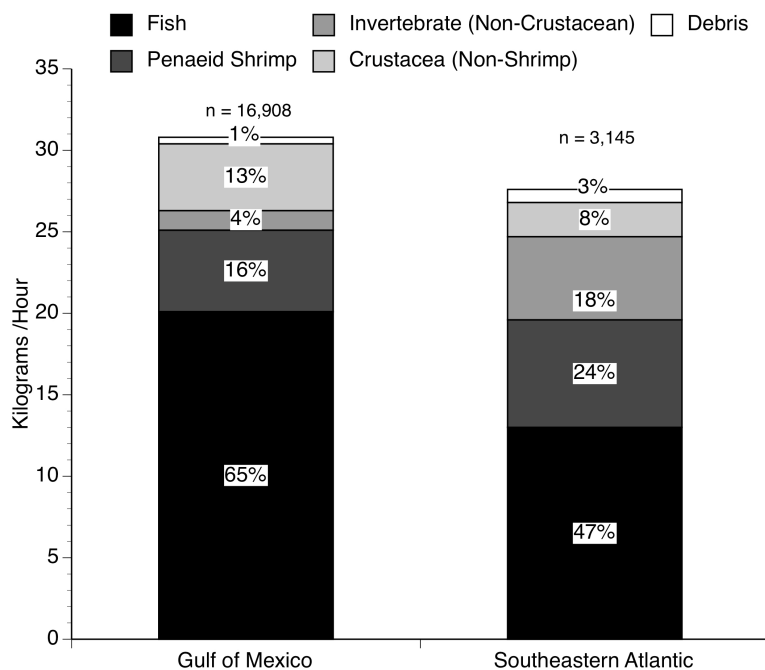 Fish
Invertebrate (Non-Crustacean)
Debris
Penaeid Shrimp
Crustacea (Non-Shrimp)
35
30
25
20
15
10
5
0
Kilograms /Hour
n = 16,908
1%
13%
4%
16%
65%
n = 3,145
3%
8%
18%
24%
47%
Gulf of Mexico
Southeastern Atlantic